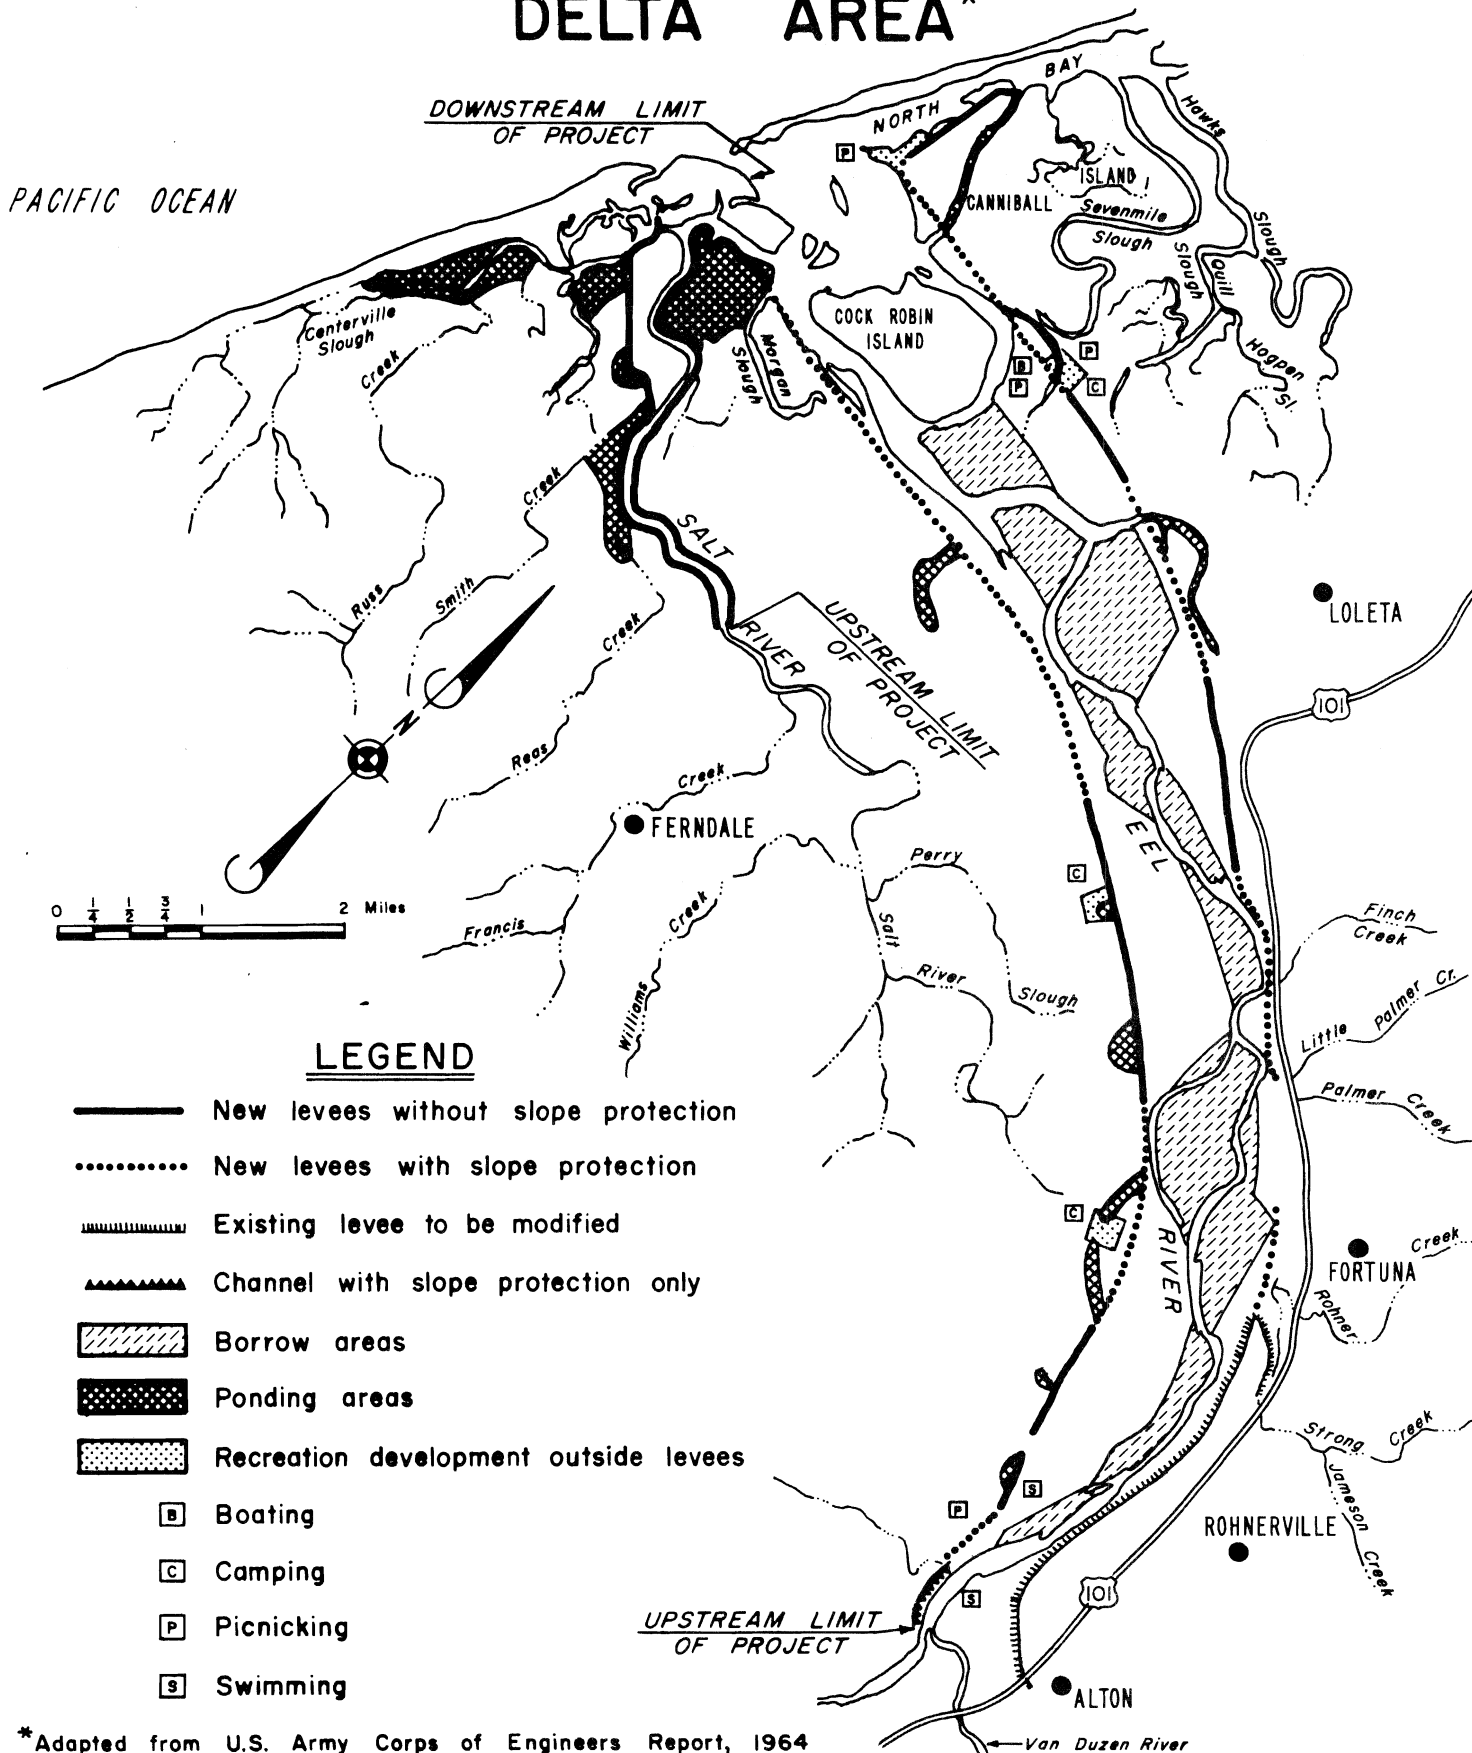 DELTA AREA*
BAY
NORTH
DOWNSTREAM LIMIT
OF PROJECT
PACIFIC OCEAN
Hawks
Slough
P
ISLAND
CANNIBALL
Sevenmile
Slough
Slough
Quill
Centerville
Slough
Creek
COCK ROBIN
ISLAND
Morgan
Slough
P
B
P
C
Hogpen
Sl.
Creek
SALT
RIVER
Russ
Smith
Creek
UPSTREAM LIMIT
OF PROJECT
LOLETA
101
N
Reas
Creek
FERNDALE
EEL
Perry
C
0 1/4 1/2 3/4 1 2 Miles
Francis
Creek
Salt
River
Slough
Williams
Finch
Creek
Little Palmer Cr.
Palmer Creek
LEGEND
New levees without slope protection
New levees with slope protection
Existing levee to be modified
Channel with slope protection only
Borrow areas
Ponding areas
Recreation development outside levees
B Boating
C Camping
P Picnicking
S Swimming
C
RIVER
FORTUNA
Creek
Rohner
Strong Creek
Jameson Creek
S
P
ROHNERVILLE
S
101
UPSTREAM LIMIT
OF PROJECT
ALTON
Van Duzen River
*Adapted from U.S. Army Corps of Engineers Report, 1964